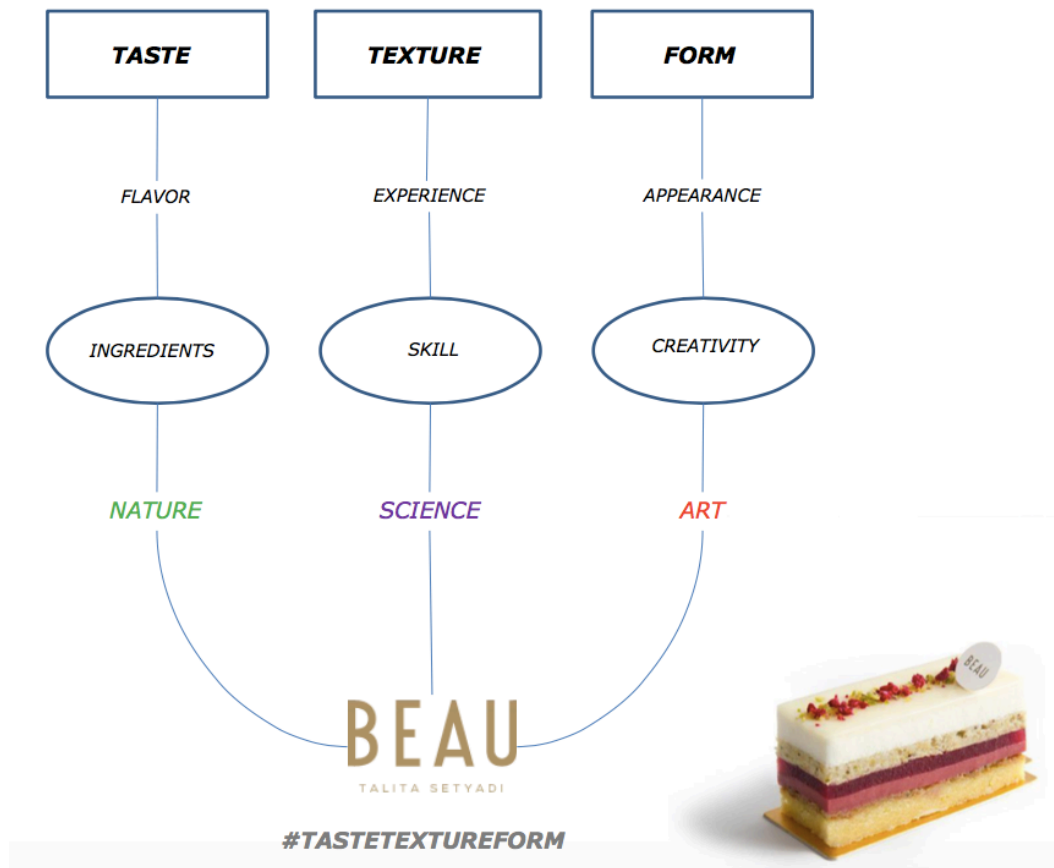 TASTE TEXTURE FORM
FLAVOR EXPERIENCE APPEARANCE
INGREDIENTS SKILL CREATIVITY
NATURE SCIENCE ART
BEAU
BEAU
TALITA SETYADI
#TASTETEXTUREFORM